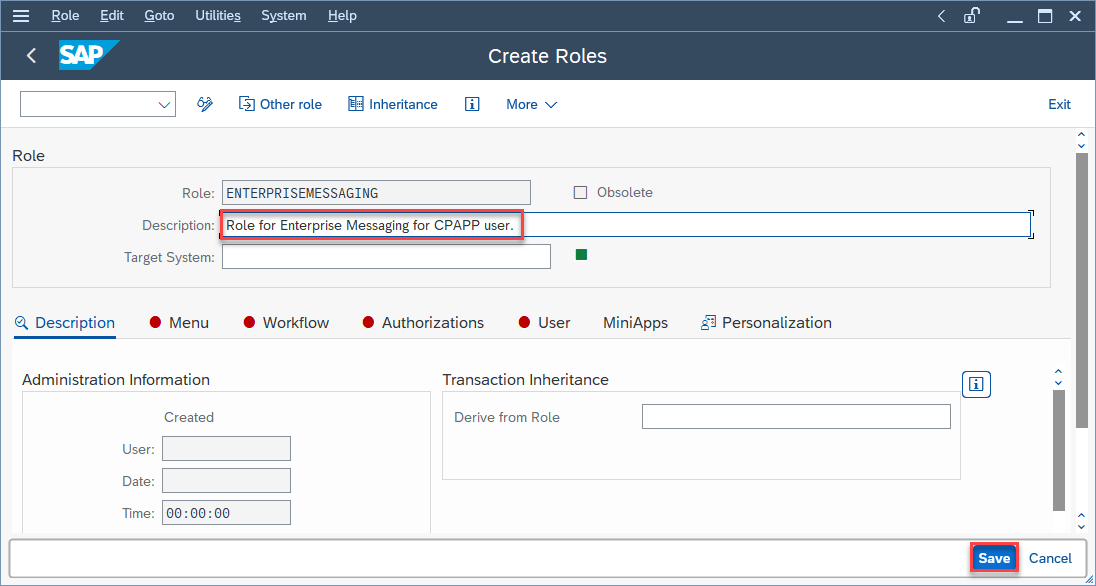 Role Edit Goto Utilities System Help
SAP Create Roles
Other role Inheritance More Exit
Role
Role: ENTERPRISEMESSAGING Obsolete
Description: Role for Enterprise Messaging for CPAPP user.
Target System:
Description Menu Workflow Authorizations User MiniApps Personalization
Administration Information Transaction Inheritance
Created Derive from Role
User:
Date:
Time: 00:00:00
Save Cancel